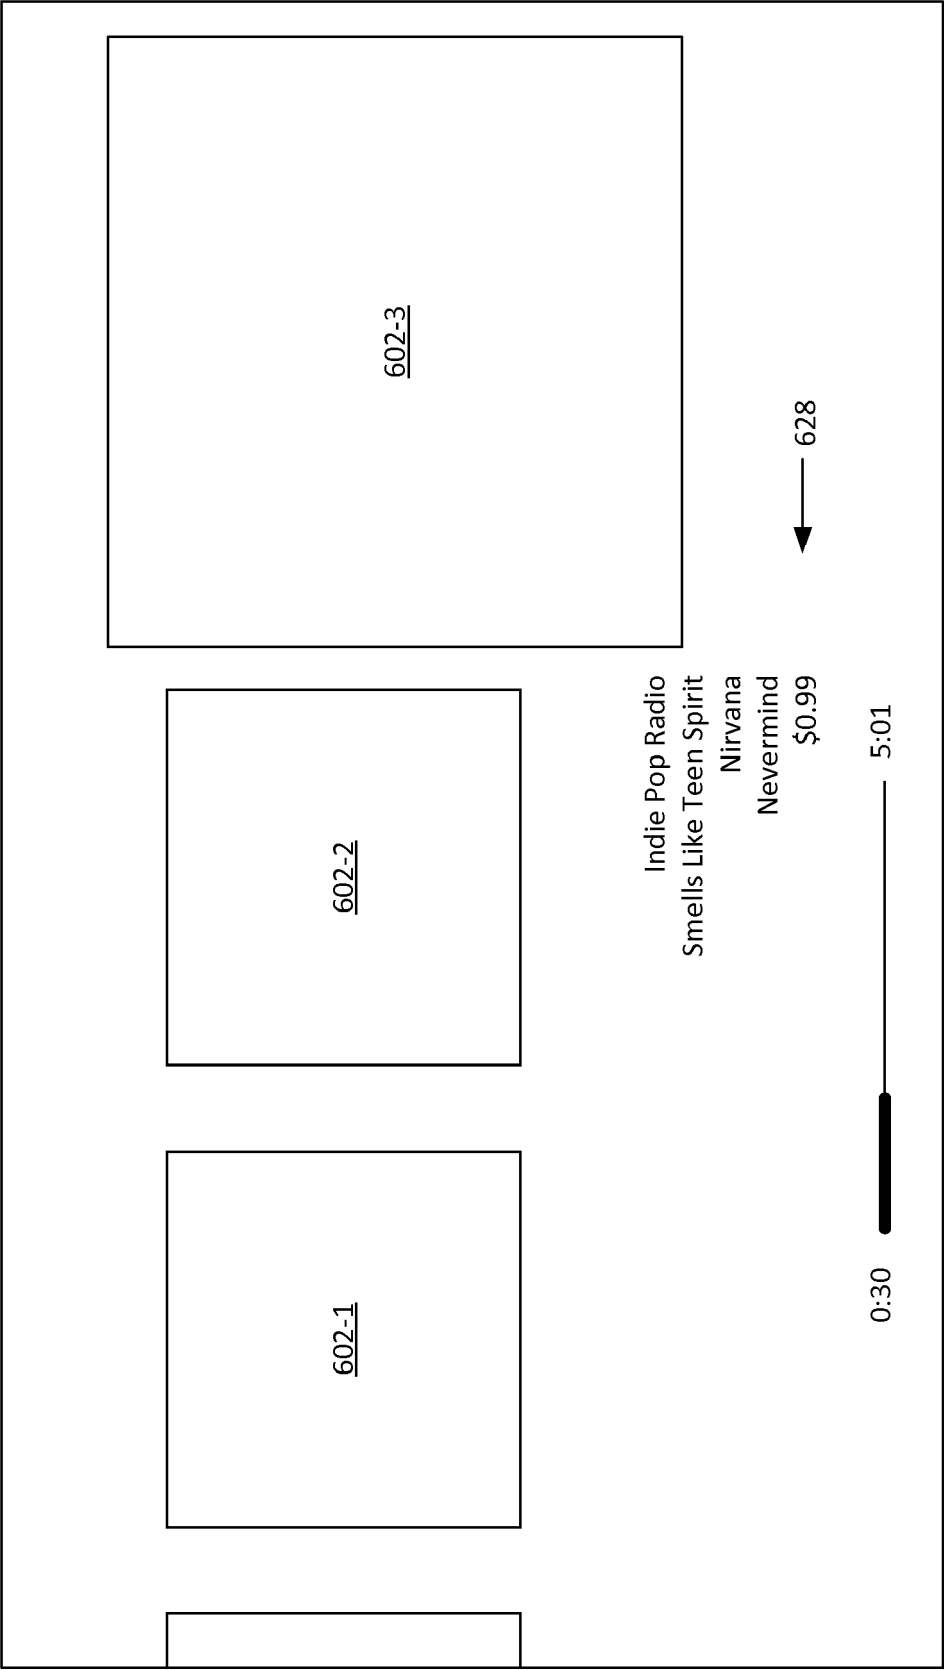 602-1
602-2
602-3
Indie Pop Radio
Smells Like Teen Spirit
Nirvana
Nevermind
$0.99
628
0:30
5:01